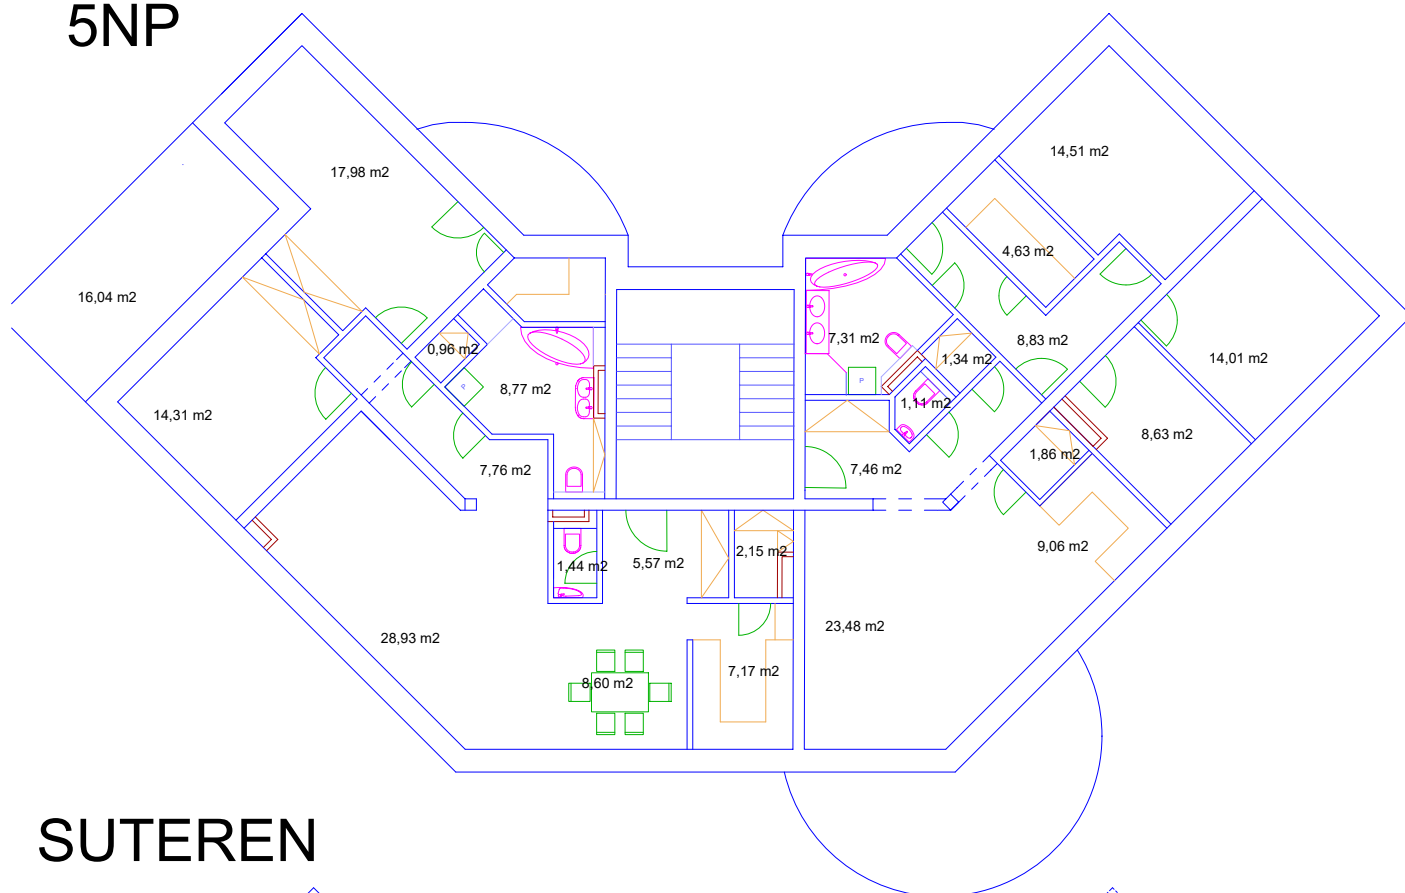 5NP
14,51 m2
17,98 m2
4,63 m2
16,04 m2
7,31 m2
8,83 m2
0,96 m2
1,34 m2
14,01 m2
P
P
8,77 m2
1,11 m2
14,31 m2
8,63 m2
1,86 m2
7,76 m2
7,46 m2
9,06 m2
2,15 m2
5,57 m2
1,44 m2
23,48 m2
28,93 m2
7,17 m2
8,60 m2
SUTEREN